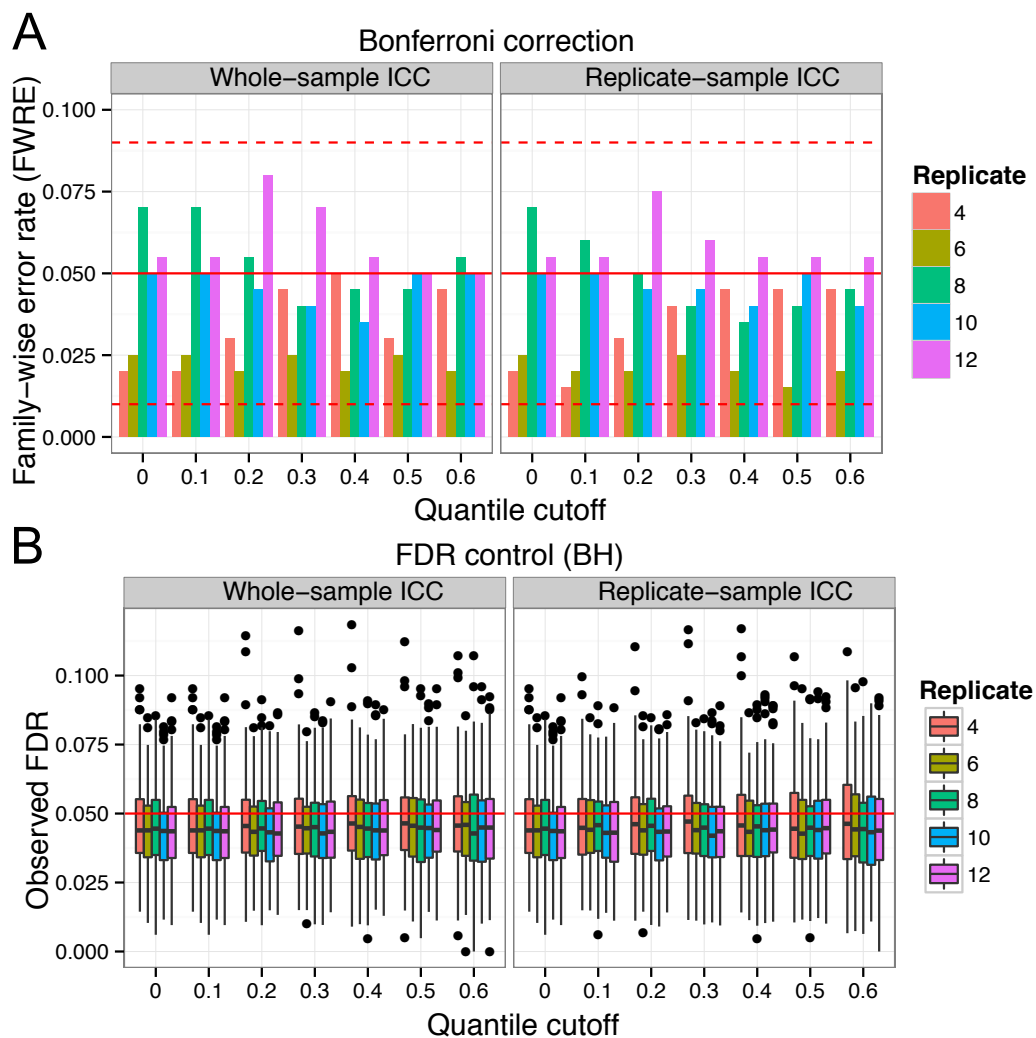 A
Bonferroni correction
Whole−sample ICC
Replicate−sample ICC
Family−wise error rate (FWRE)
0.100
0.075
0.050
0.025
0.000
0 0.1 0.2 0.3 0.4 0.5 0.6
0 0.1 0.2 0.3 0.4 0.5 0.6
Quantile cutoff
Replicate
4
6
8
10
12
B
FDR control (BH)
Whole−sample ICC
Replicate−sample ICC
Observed FDR
0.100
0.075
0.050
0.025
0.000
0 0.1 0.2 0.3 0.4 0.5 0.6
0 0.1 0.2 0.3 0.4 0.5 0.6
Quantile cutoff
Replicate
4
6
8
10
12